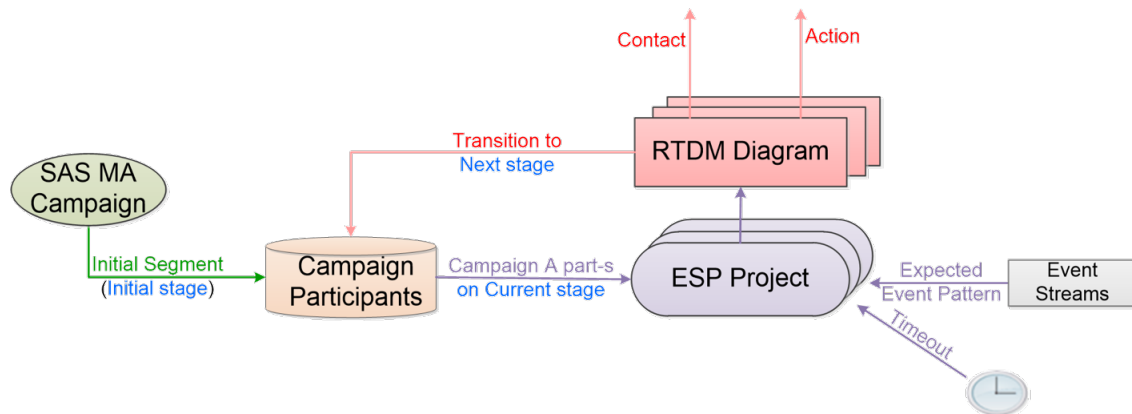 Contact
Action
Transition to
Next stage
RTDM Diagram
SAS MA
Campaign
Initial Segment
(Initial stage)
Campaign
Participants
Campaign A part-s
on Current stage
ESP Project
Expected
Event Pattern
Event
Streams
Timeout